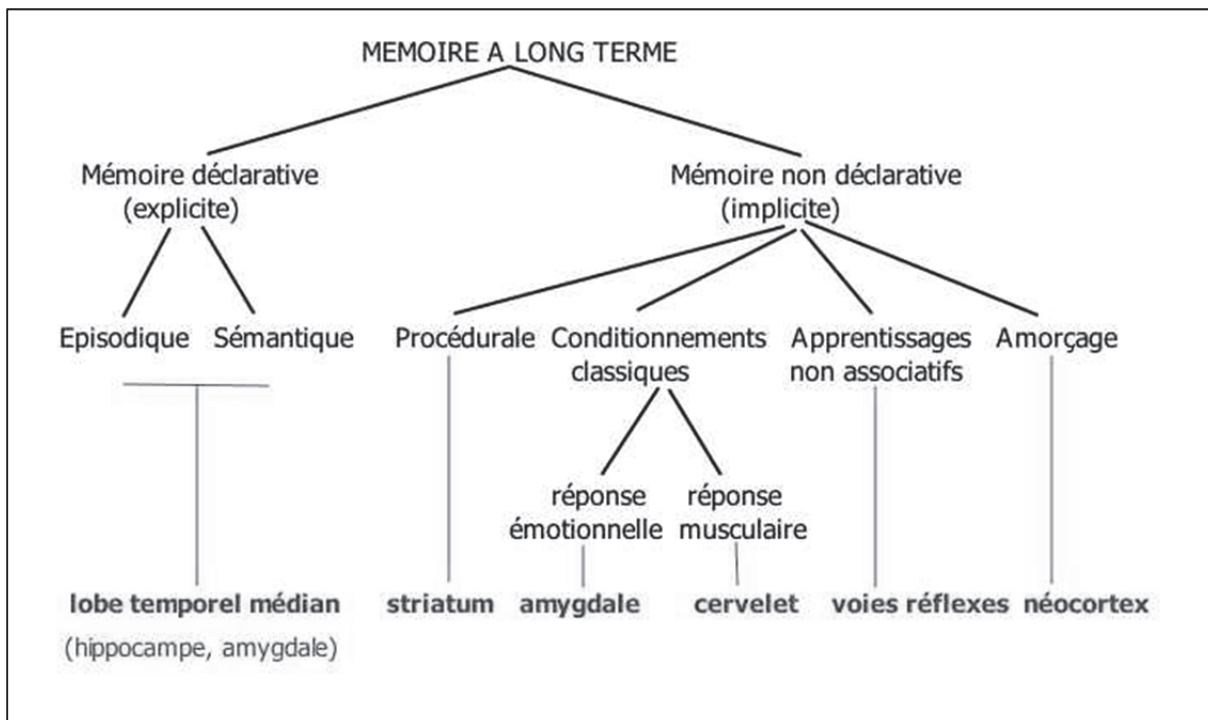 MEMOIRE A LONG TERME
Mémoire déclarative
(explicite)
Mémoire non déclarative
(implicite)
Episodique
Sémantique
Procédurale
Conditionnements
classiques
Apprentissages
non associatifs
Amorçage
réponse
émotionnelle
réponse
musculaire
lobe temporel médian
(hippocampe, amygdale)
striatum
amygdale
cervelet
voies réflexes
néocortex